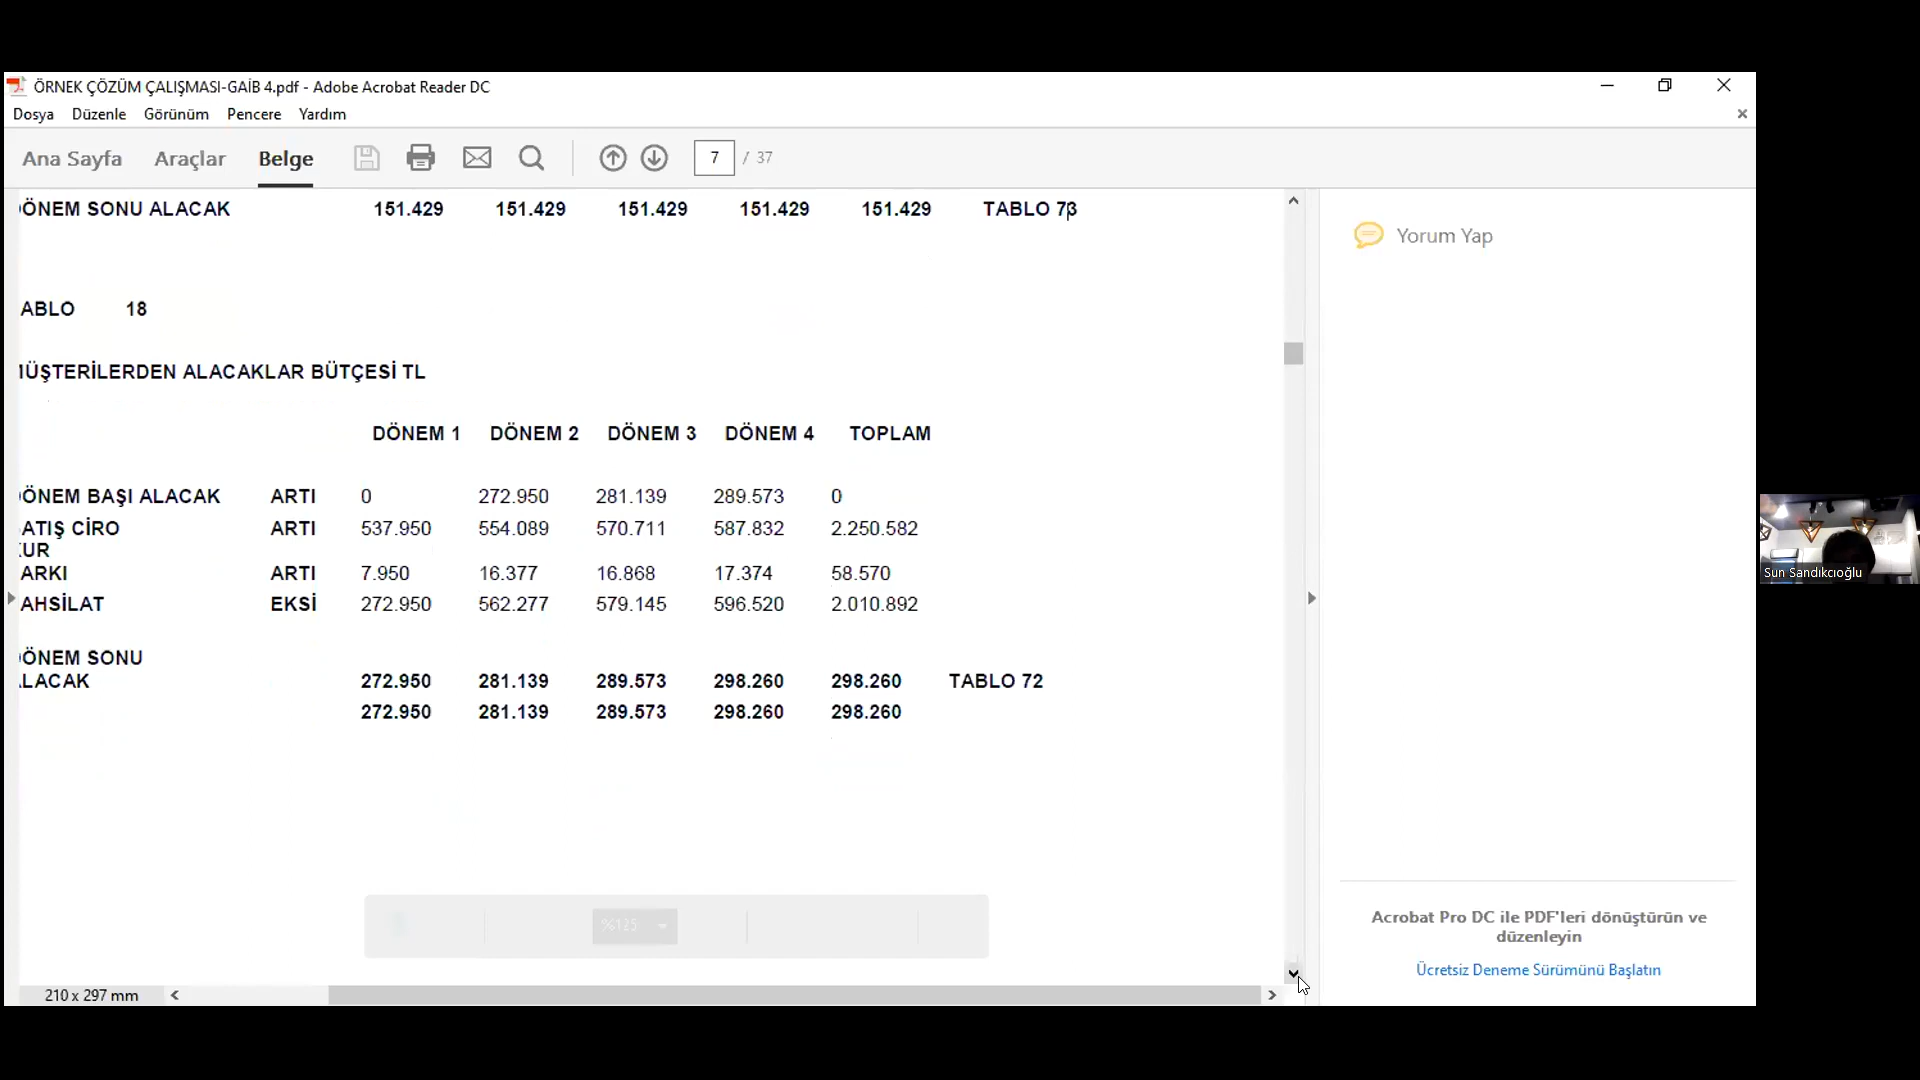 ÖRNEK ÇÖZÜM ÇALIŞMASI-GAİB 4.pdf - Adobe Acrobat Reader DC
Dosya Düzenle Görünüm Pencere Yardım
Ana Sayfa Araçlar Belge 7 / 37
ÖNEM SONU ALACAK 151.429 151.429 151.429 151.429 151.429 TABLO 73
ABLO 18
ÜŞTERİLERDEN ALACAKLAR BÜTÇESİ TL
DÖNEM 1 DÖNEM 2 DÖNEM 3 DÖNEM 4 TOPLAM
ÖNEM BAŞI ALACAK ARTI 0 272.950 281.139 289.573 0
ATIŞ CİRO ARTI 537.950 554.089 570.711 587.832 2.250.582
UR
ARKI ARTI 7.950 16.377 16.868 17.374 58.570
AHSİLAT EKSİ 272.950 562.277 579.145 596.520 2.010.892
ÖNEM SONU
LACAK 272.950 281.139 289.573 298.260 298.260 TABLO 72
272.950 281.139 289.573 298.260 298.260
%135
210 x 297 mm
Yorum Yap
Acrobat Pro DC ile PDF'leri dönüştürün ve
düzenleyin
Ücretsiz Deneme Sürümünü Başlatın
Sun Sandıkcıoğlu